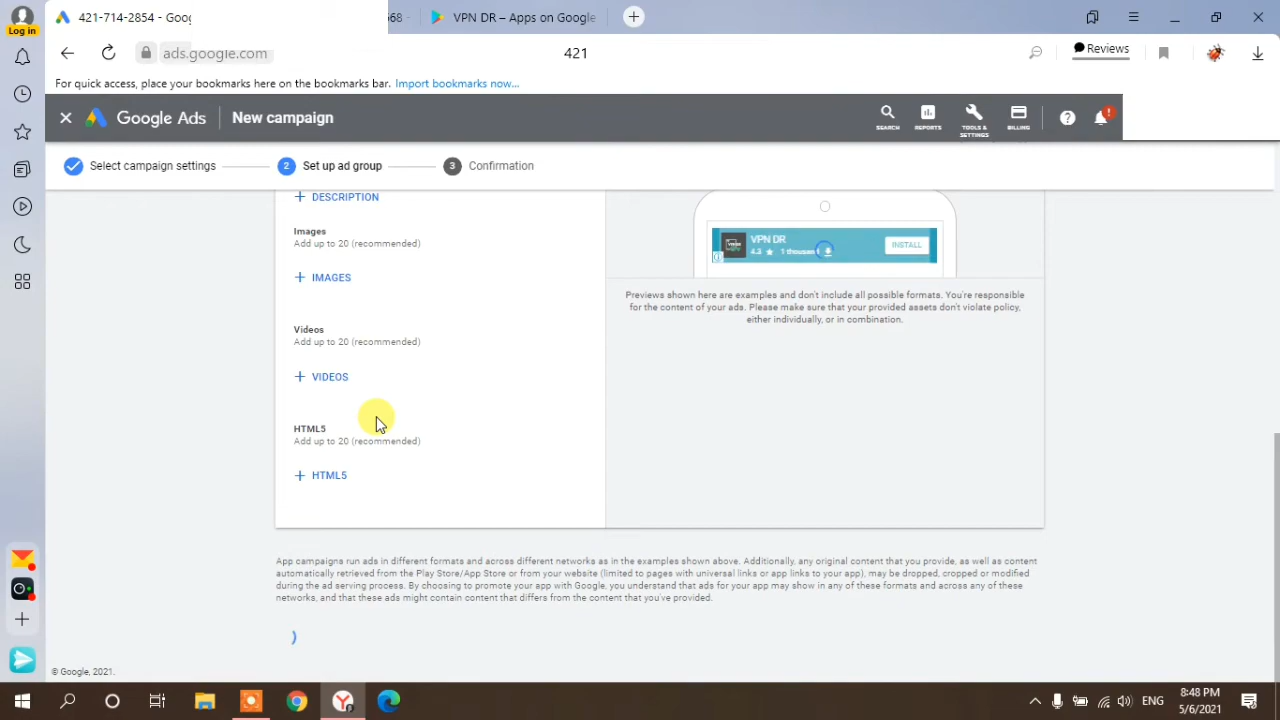 421-714-2854 - Goog
68 -
VPN DR – Apps on Google
Log in
ads.google.com
421
Reviews
For quick access, place your bookmarks here on the bookmarks bar. Import bookmarks now...
Google Ads
New campaign
SEARCH
REPORTS
TOOLS & SETTINGS
BILLING
Select campaign settings
2 Set up ad group
3 Confirmation
+ DESCRIPTION
Images
Add up to 20 (recommended)
+ IMAGES
Videos
Add up to 20 (recommended)
+ VIDEOS
HTML5
Add up to 20 (recommended)
+ HTML5
VPN DR
4.3 ★ 1 thousand
INSTALL
Previews shown here are examples and don't include all possible formats. You're responsible
for the content of your ads. Please make sure that your provided assets don't violate policy,
either individually, or in combination.
App campaigns run ads in different formats and across different networks as in the examples shown above. Additionally, any original content that you provide, as well as content
automatically retrieved from the Play Store/App Store or from your website (limited to pages with universal links or app links to your app), may be dropped, cropped or modified
during the ad serving process. By choosing to promote your app with Google, you understand that ads for your app may show in any of these formats and across any of these
networks, and that these ads might contain content that differs from the content that you've provided.
© Google, 2021.
ENG
8:48 PM
5/6/2021